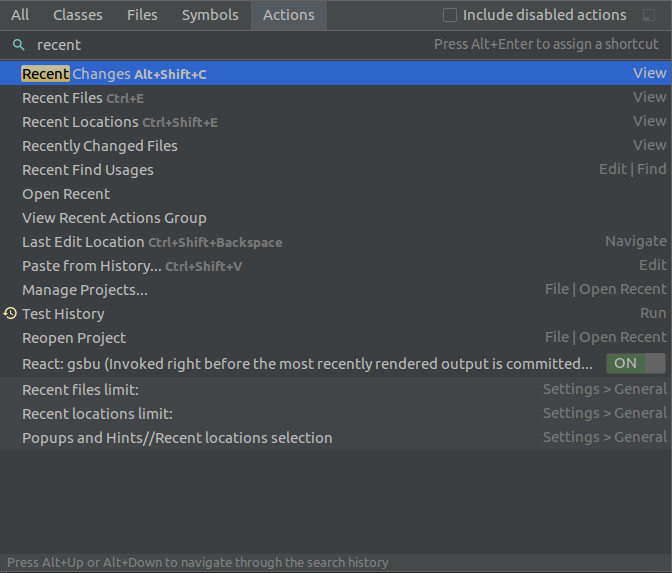 All Classes Files Symbols Actions Include disabled actions
recent Press Alt+Enter to assign a shortcut
Recent Changes Alt+Shift+C View
Recent Files Ctrl+E View
Recent Locations Ctrl+Shift+E View
Recently Changed Files View
Recent Find Usages Edit | Find
Open Recent
View Recent Actions Group
Last Edit Location Ctrl+Shift+Backspace Navigate
Paste from History... Ctrl+Shift+V Edit
Manage Projects... File | Open Recent
Test History Run
Reopen Project File | Open Recent
React: gsbu (Invoked right before the most recently rendered output is committed... ON
Recent files limit: Settings > General
Recent locations limit: Settings > General
Popups and Hints//Recent locations selection Settings > General
Press Alt+Up or Alt+Down to navigate through the search history